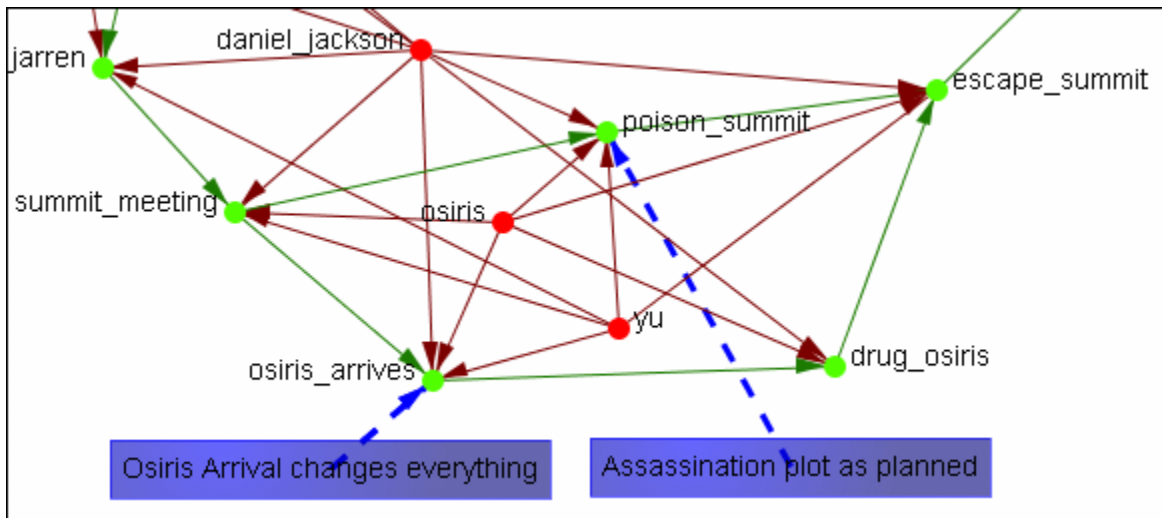 daniel_jackson
jarren
escape_summit
poison_summit
summit_meeting
osiris
yu
osiris_arrives
drug_osiris
Osiris Arrival changes everything
Assassination plot as planned